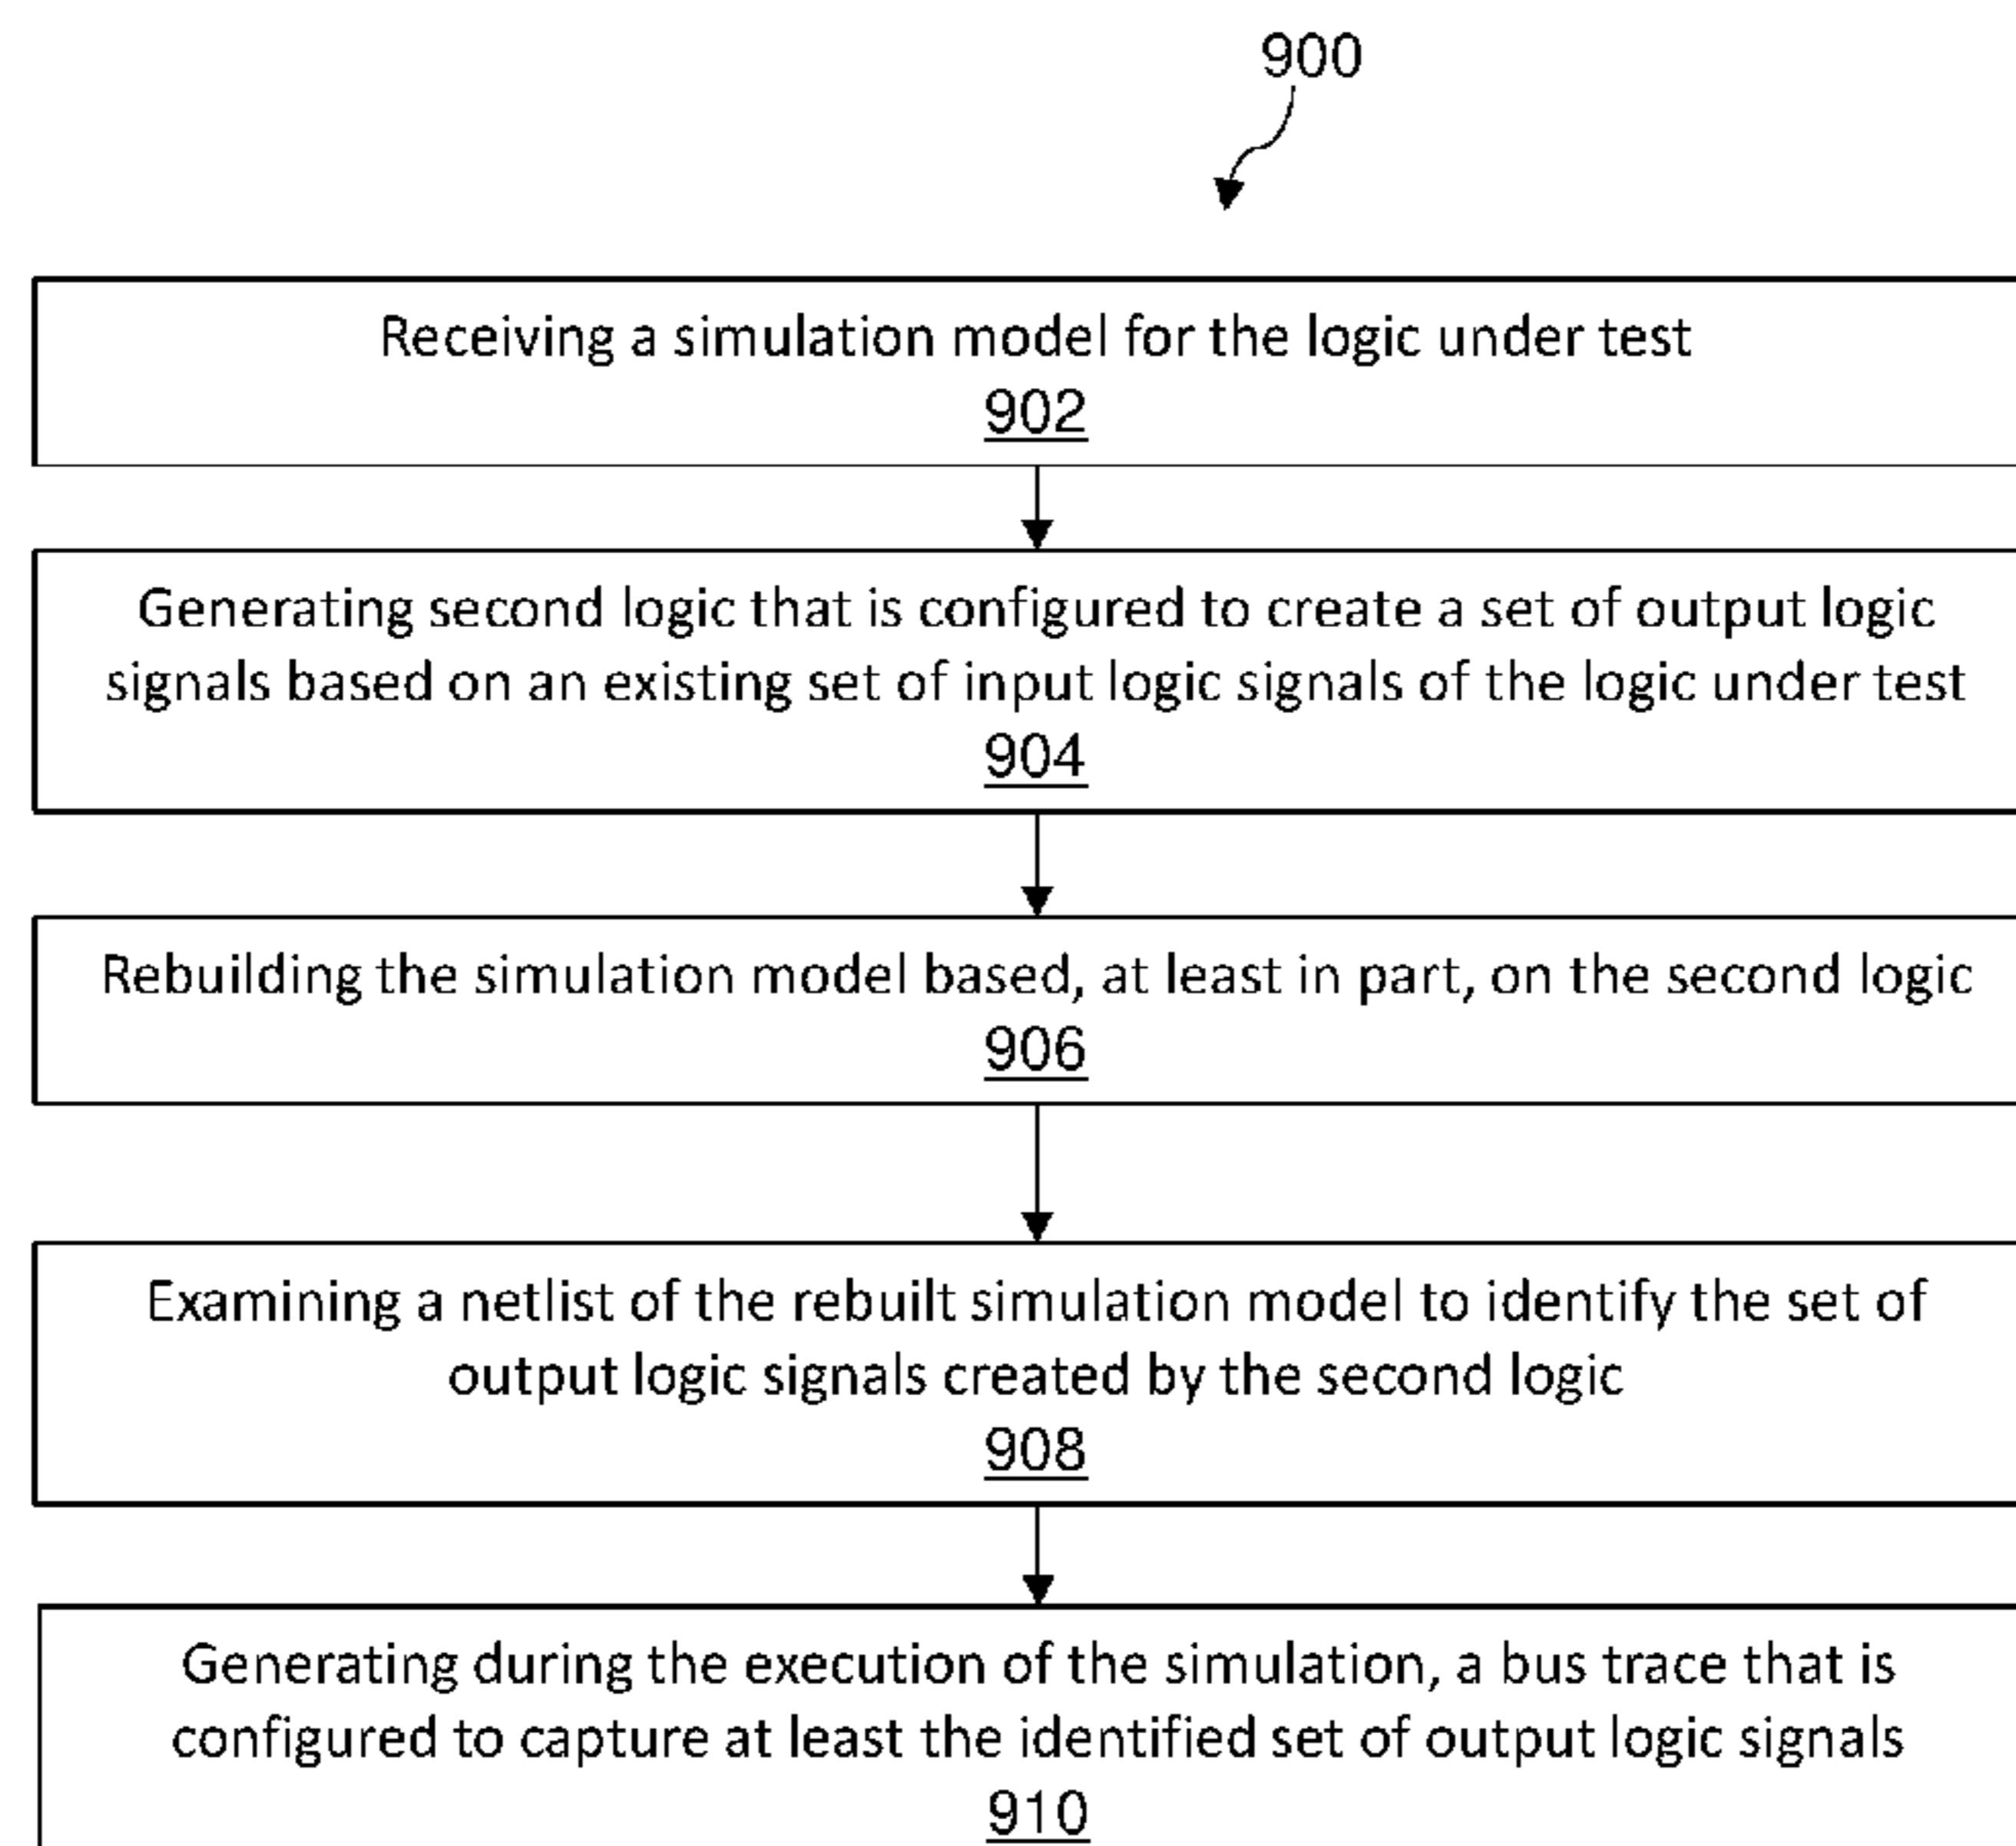 900
Receiving a simulation model for the logic under test
902
Generating second logic that is configured to create a set of output logic
signals based on an existing set of input logic signals of the logic under test
904
Rebuilding the simulation model based, at least in part, on the second logic
906
Examining a netlist of the rebuilt simulation model to identify the set of
output logic signals created by the second logic
908
Generating during the execution of the simulation, a bus trace that is
configured to capture at least the identified set of output logic signals
910